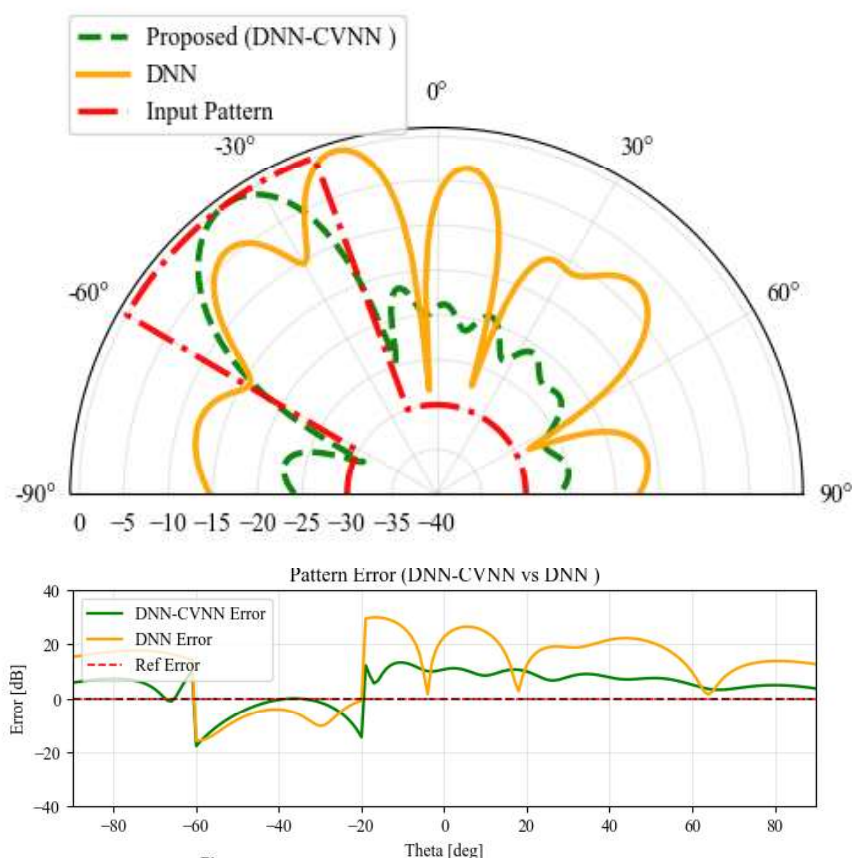 Proposed (DNN-CVNN )
DNN
Input Pattern
0°
-30°
30°
-60°
60°
-90°
90°
0 −5 −10 −15 −20 −25 −30 −35 −40
Pattern Error (DNN-CVNN vs DNN )
40
DNN-CVNN Error
DNN Error
Ref Error
20
0
−20
−40
Error [dB]
−80 −60 −40 −20 0 20 40 60 80
Theta [deg]